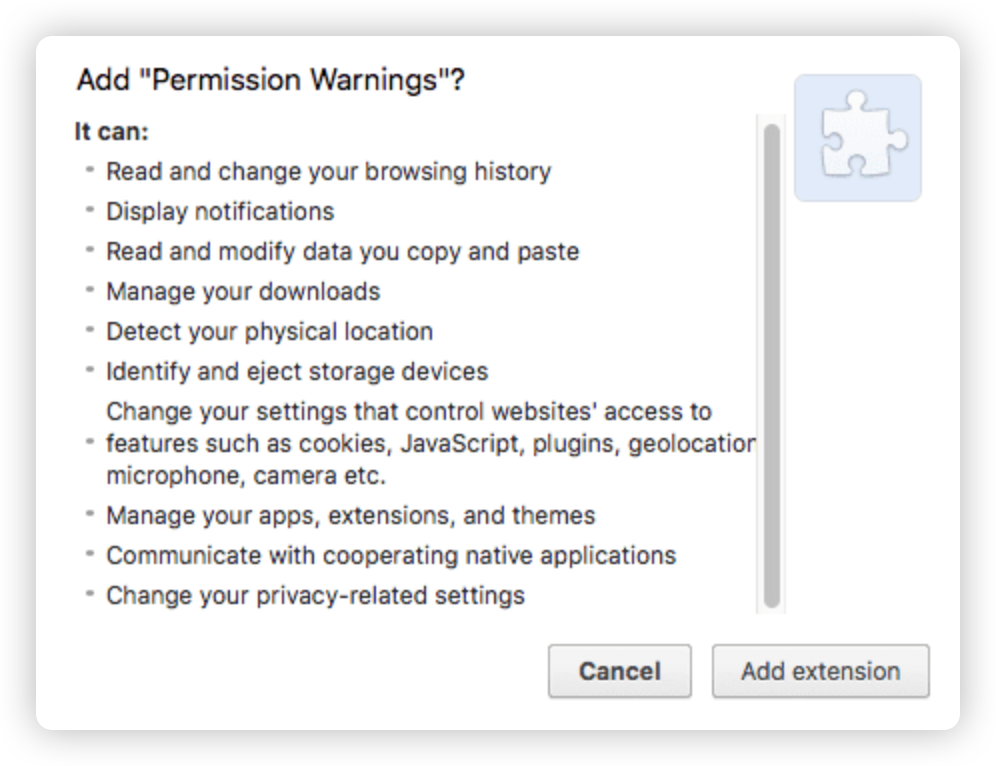 Add "Permission Warnings"?
It can:
- Read and change your browsing history
- Display notifications
- Read and modify data you copy and paste
- Manage your downloads
- Detect your physical location
- Identify and eject storage devices
Change your settings that control websites' access to
- features such as cookies, JavaScript, plugins, geolocation
microphone, camera etc.
- Manage your apps, extensions, and themes
- Communicate with cooperating native applications
- Change your privacy-related settings
Cancel
Add extension